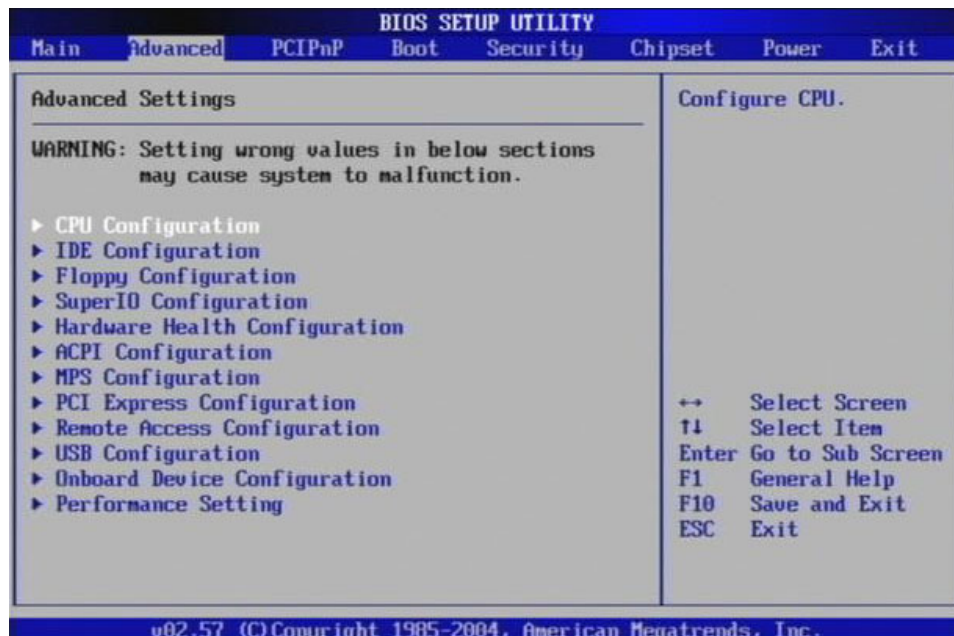 BIOS SETUP UTILITY
Main Advanced PCIPnP Boot Security Chipset Power Exit
Advanced Settings
WARNING: Setting wrong values in below sections
may cause system to malfunction.
▶ CPU Configuration
▶ IDE Configuration
▶ Floppy Configuration
▶ SuperIO Configuration
▶ Hardware Health Configuration
▶ ACPI Configuration
▶ MPS Configuration
▶ PCI Express Configuration
▶ Remote Access Configuration
▶ USB Configuration
▶ Onboard Device Configuration
▶ Performance Setting
Configure CPU.
↔ Select Screen
↑↓ Select Item
Enter Go to Sub Screen
F1 General Help
F10 Save and Exit
ESC Exit
v02.57 (C)Copyright 1985-2004, American Megatrends, Inc.